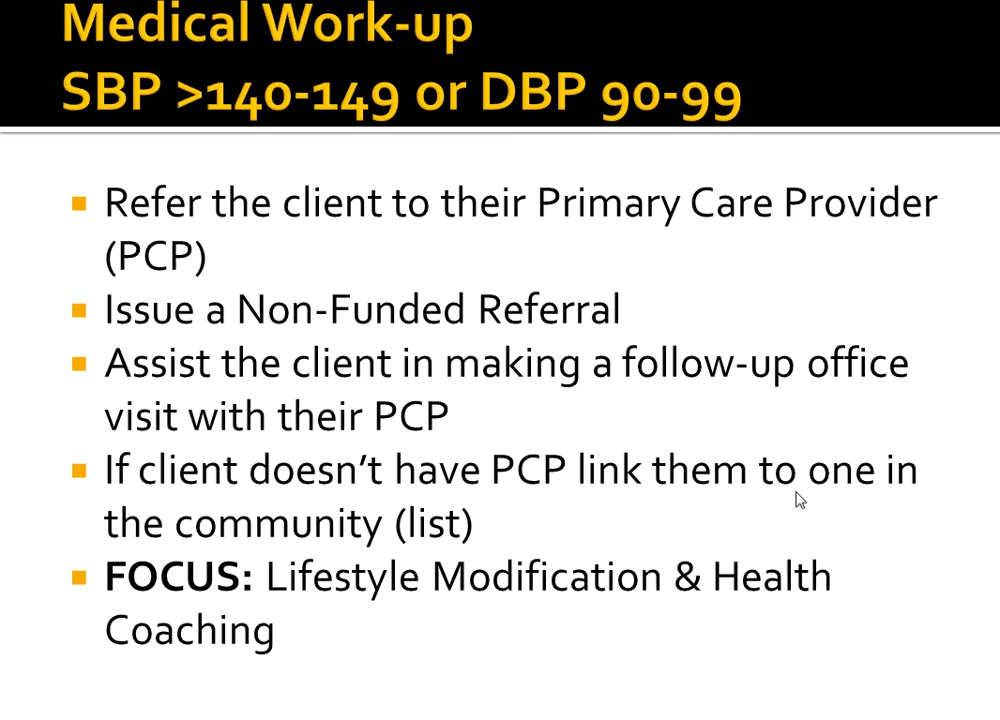 Medical Work-up
SBP >140-149 or DBP 90-99
Refer the client to their Primary Care Provider
(PCP)
Issue a Non-Funded Referral
Assist the client in making a follow-up office
visit with their PCP
If client doesn't have PCP link them to one in
the community (list)
FOCUS: Lifestyle Modification & Health
Coaching